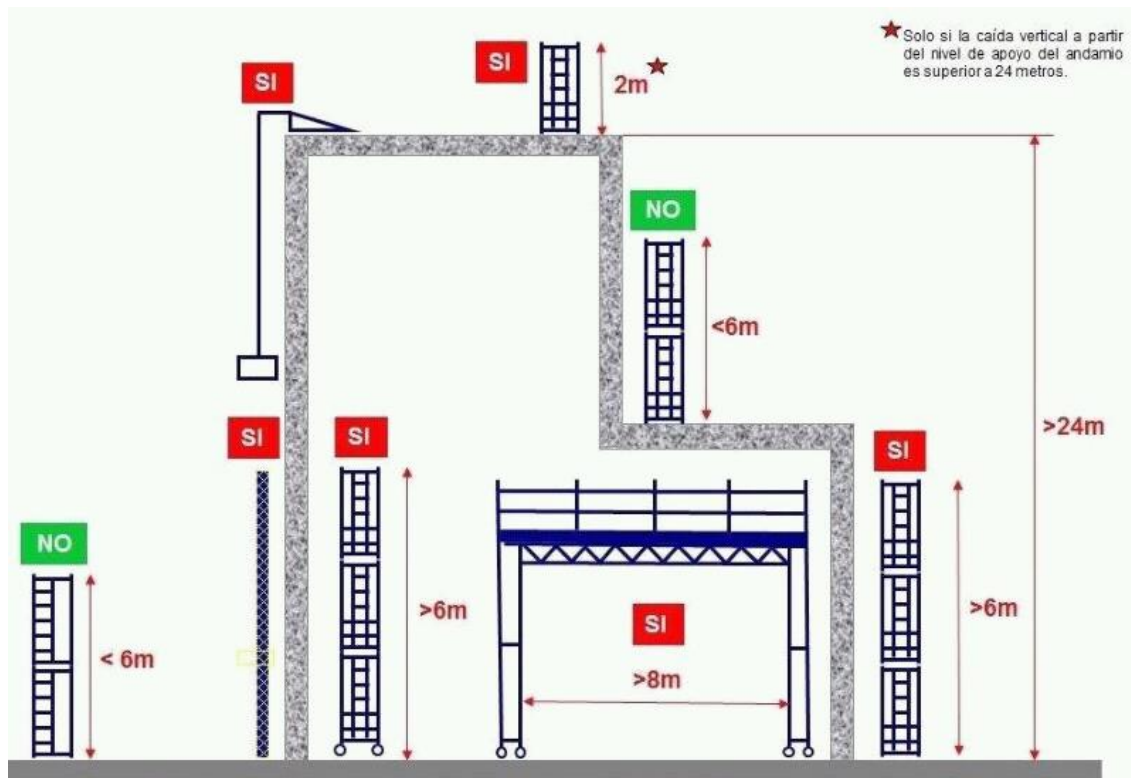 Solo si la caída vertical a partir
del nivel de apoyo del andamio
es superior a 24 metros.
SI
2m
SI
NO
<6m
SI
SI
SI
>24m
NO
< 6m
>6m
SI
>8m
>6m